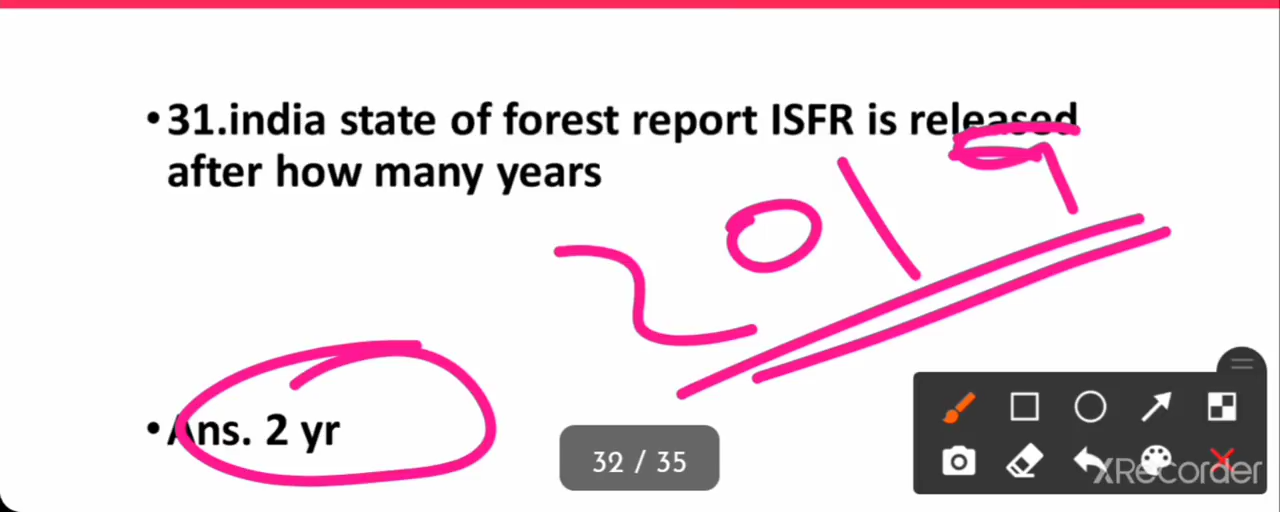 •31.india state of forest report ISFR is released
after how many years
2019
•Ans. 2 yr
32 / 35
XRecorder